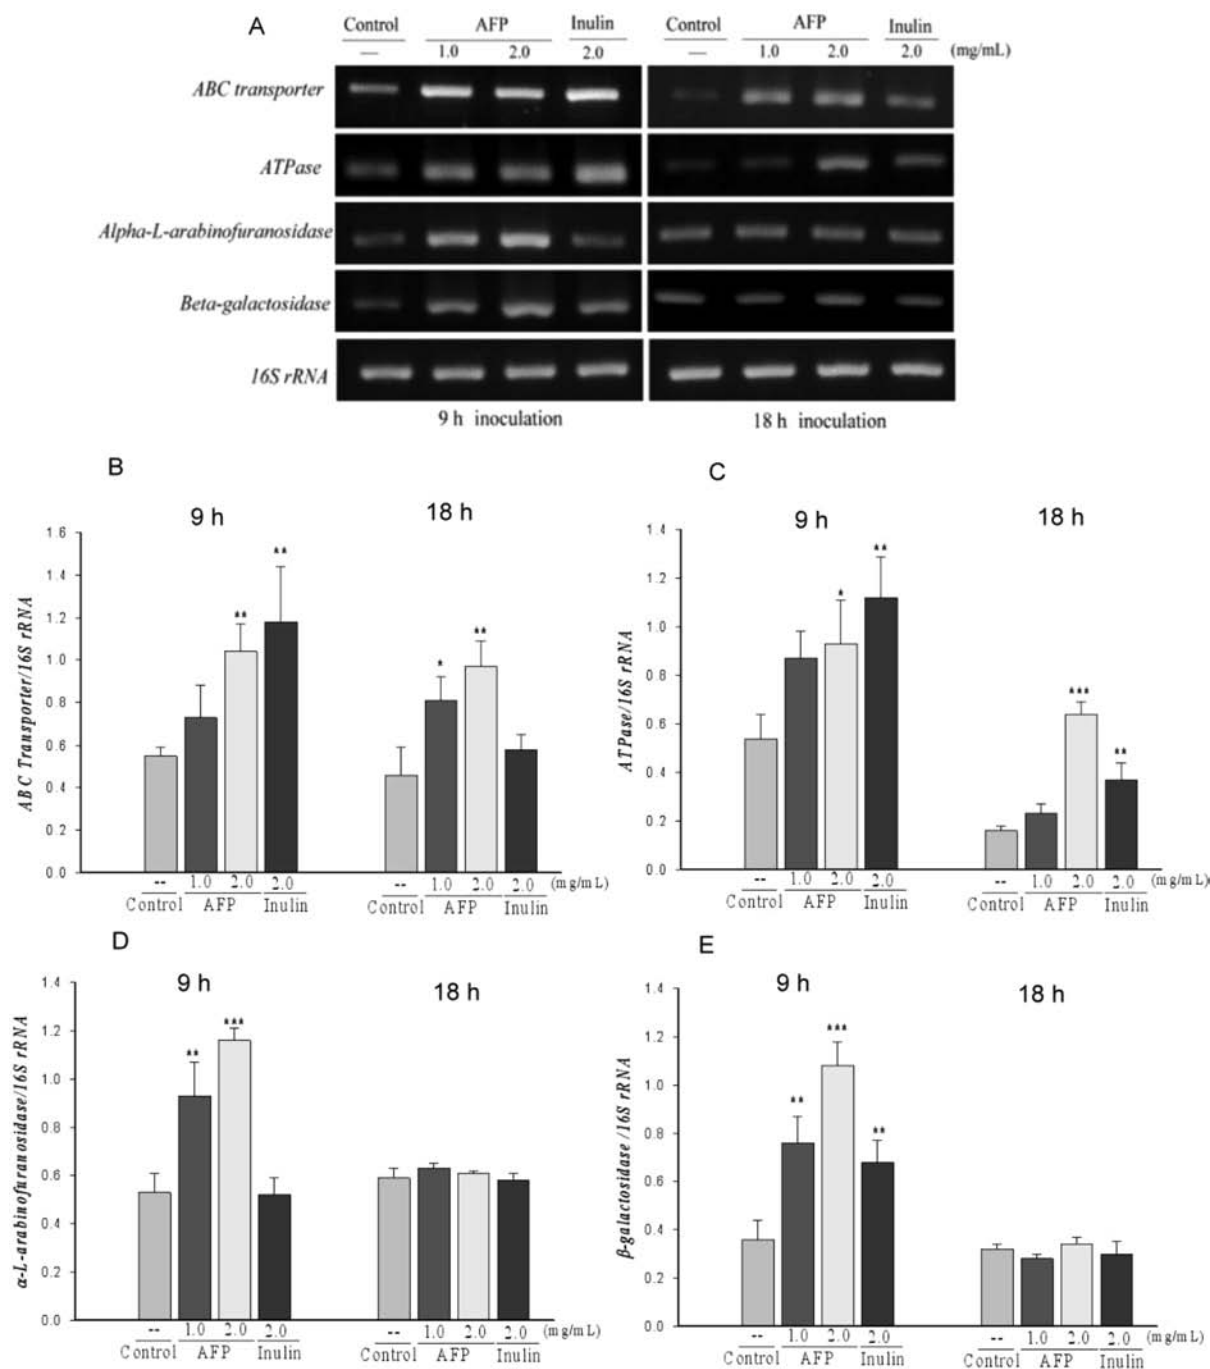 A
Control AFP Inulin Control AFP Inulin
— 1.0 2.0 2.0 — 1.0 2.0 2.0 (mg/mL)
ABC transporter
ATPase
Alpha-L-arabinofuranosidase
Beta-galactosidase
16S rRNA
9 h inoculation 18 h inoculation
B
9 h 18 h
ABC Transporter/16S rRNA
1.6
1.4
1.2
1.0
0.8
0.6
0.4
0.2
0.0
** ** * **
-- 1.0 2.0 2.0 -- 1.0 2.0 2.0 (mg/mL)
Control AFP Inulin Control AFP Inulin
C
9 h 18 h
ATPase/16S rRNA
1.4
1.2
1.0
0.8
0.6
0.4
0.2
0.0
* ** *** **
-- 1.0 2.0 2.0 -- 1.0 2.0 2.0 (mg/mL)
Control AFP Inulin Control AFP Inulin
D
9 h 18 h
α-L-arabinofuranosidase/16S rRNA
1.4
1.2
1.0
0.8
0.6
0.4
0.2
0.0
** ***
-- 1.0 2.0 2.0 -- 1.0 2.0 2.0 (mg/mL)
Control AFP Inulin Control AFP Inulin
E
9 h 18 h
β-galactosidase/16S rRNA
1.4
1.2
1.0
0.8
0.6
0.4
0.2
0.0
** *** **
-- 1.0 2.0 2.0 -- 1.0 2.0 2.0 (mg/mL)
Control AFP Inulin Control AFP Inulin